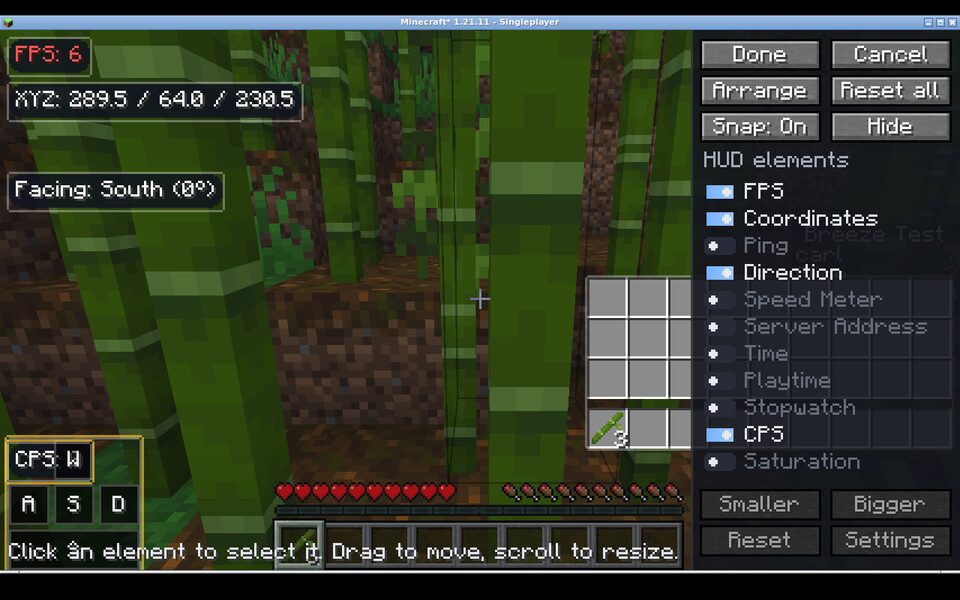 Minecraft* 1.21.11 - Singleplayer
FPS: 6
XYZ: 289.5 / 64.0 / 230.5
Facing: South (0°)
Done
Cancel
Arrange
Reset all
Snap: On
Hide
HUD elements
FPS
Coordinates
Ping
Breeze Test
carl
Direction
Speed Meter
Server Address
Time
Playtime
Stopwatch
CPS
Saturation
3
CPS: W
A S D
Click an element to select it. Drag to move, scroll to resize.
Smaller
Bigger
Reset
Settings